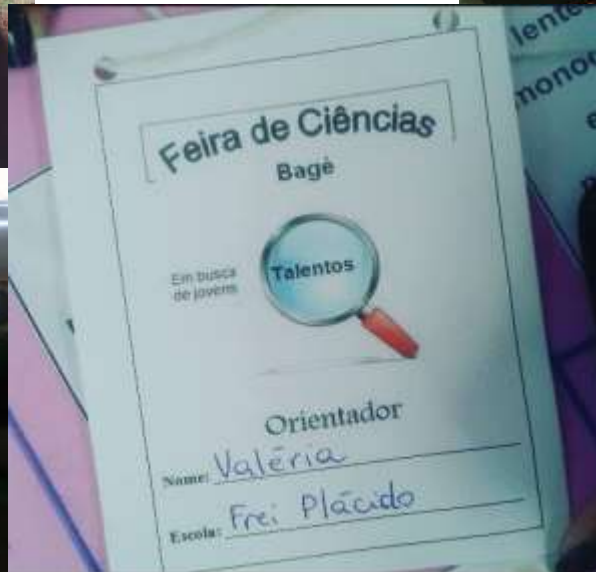 Feira de Ciências
Bagé
Em busca
de jovens
Talentos
Orientador
Nome: Valéria
Escola: Frei Plácido